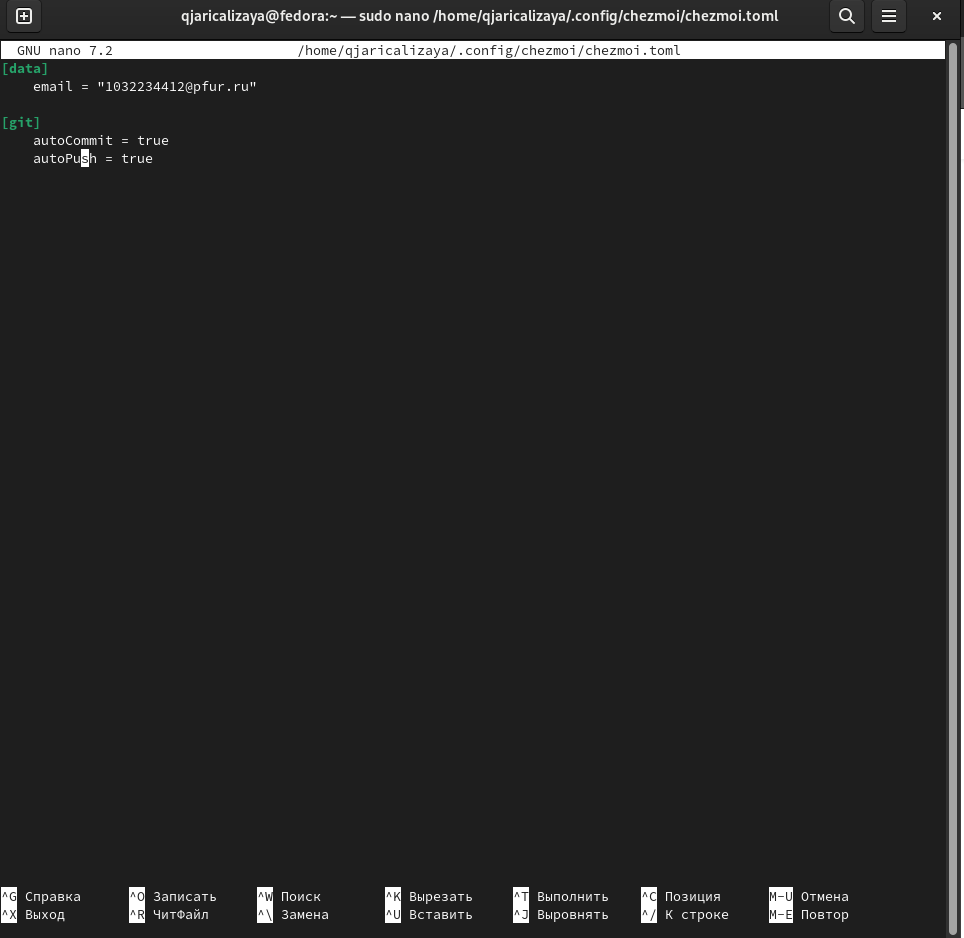 qjaricalizaya@fedora:~ — sudo nano /home/qjaricalizaya/.config/chezmoi/chezmoi.toml
GNU nano 7.2 /home/qjaricalizaya/.config/chezmoi/chezmoi.toml
[data]
    email = "1032234412@pfur.ru"

[git]
    autoCommit = true
    autoPush = true
^G Справка ^O Записать ^W Поиск ^K Вырезать ^T Выполнить ^C Позиция M-U Отмена
^X Выход ^R ЧитФайл ^\ Замена ^U Вставить ^J Выровнять ^/ К строке M-E Повтор